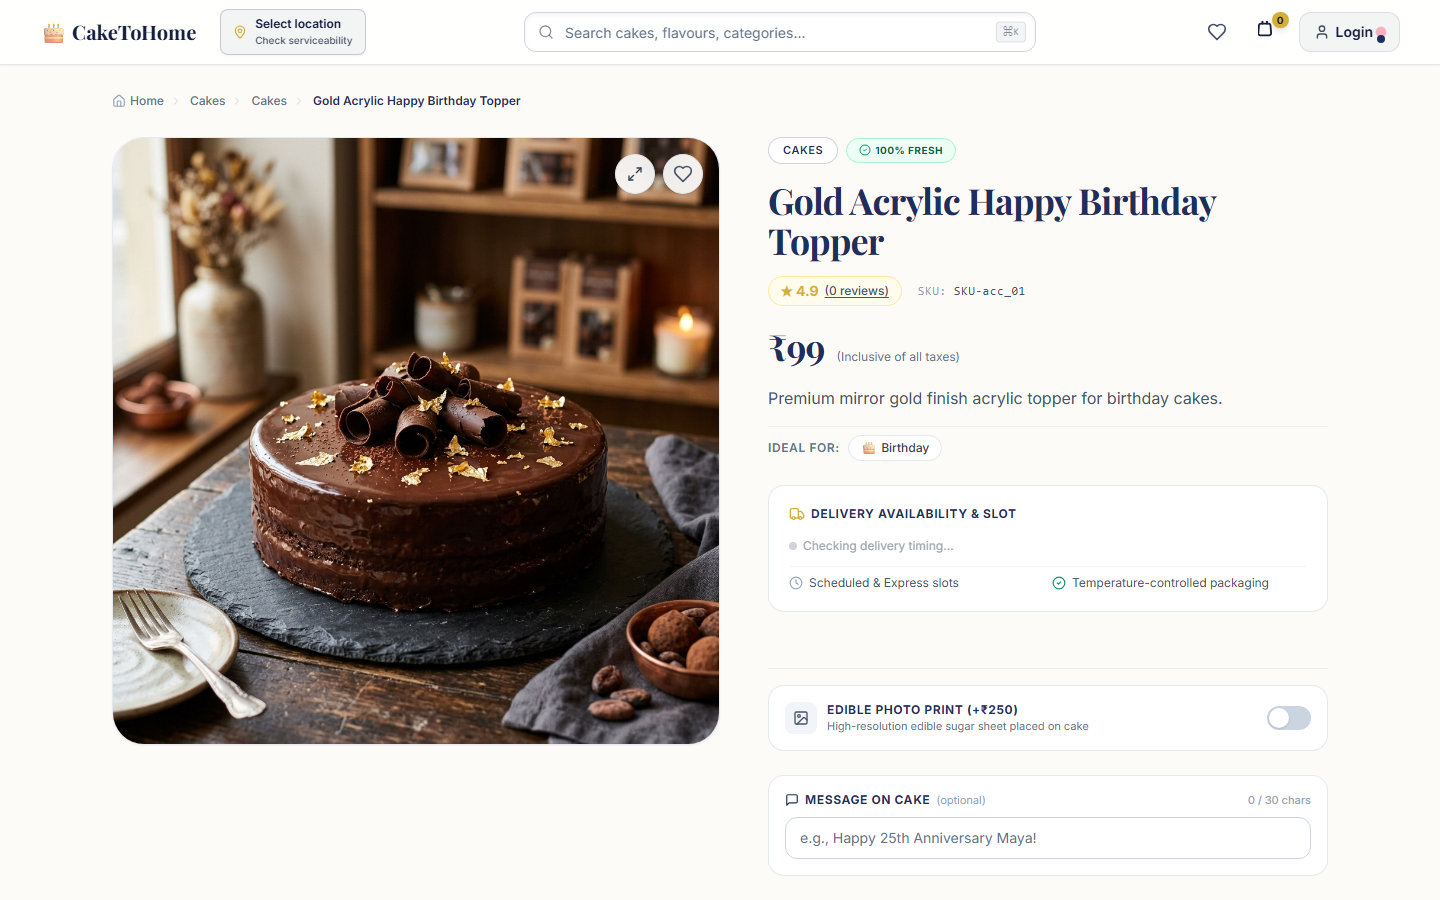 CakeToHome
Select location
Check serviceability
Search cakes, flavours, categories...
⌘K
0
Login
Home
Cakes
Cakes
Gold Acrylic Happy Birthday Topper
CAKES
100% FRESH
Gold Acrylic Happy Birthday
Topper
★ 4.9 (0 reviews)
SKU: SKU-acc_01
₹99 (Inclusive of all taxes)
Premium mirror gold finish acrylic topper for birthday cakes.
IDEAL FOR: Birthday
DELIVERY AVAILABILITY & SLOT
Checking delivery timing...
Scheduled & Express slots
Temperature-controlled packaging
EDIBLE PHOTO PRINT (+₹250)
High-resolution edible sugar sheet placed on cake
MESSAGE ON CAKE (optional)
0 / 30 chars
e.g., Happy 25th Anniversary Maya!